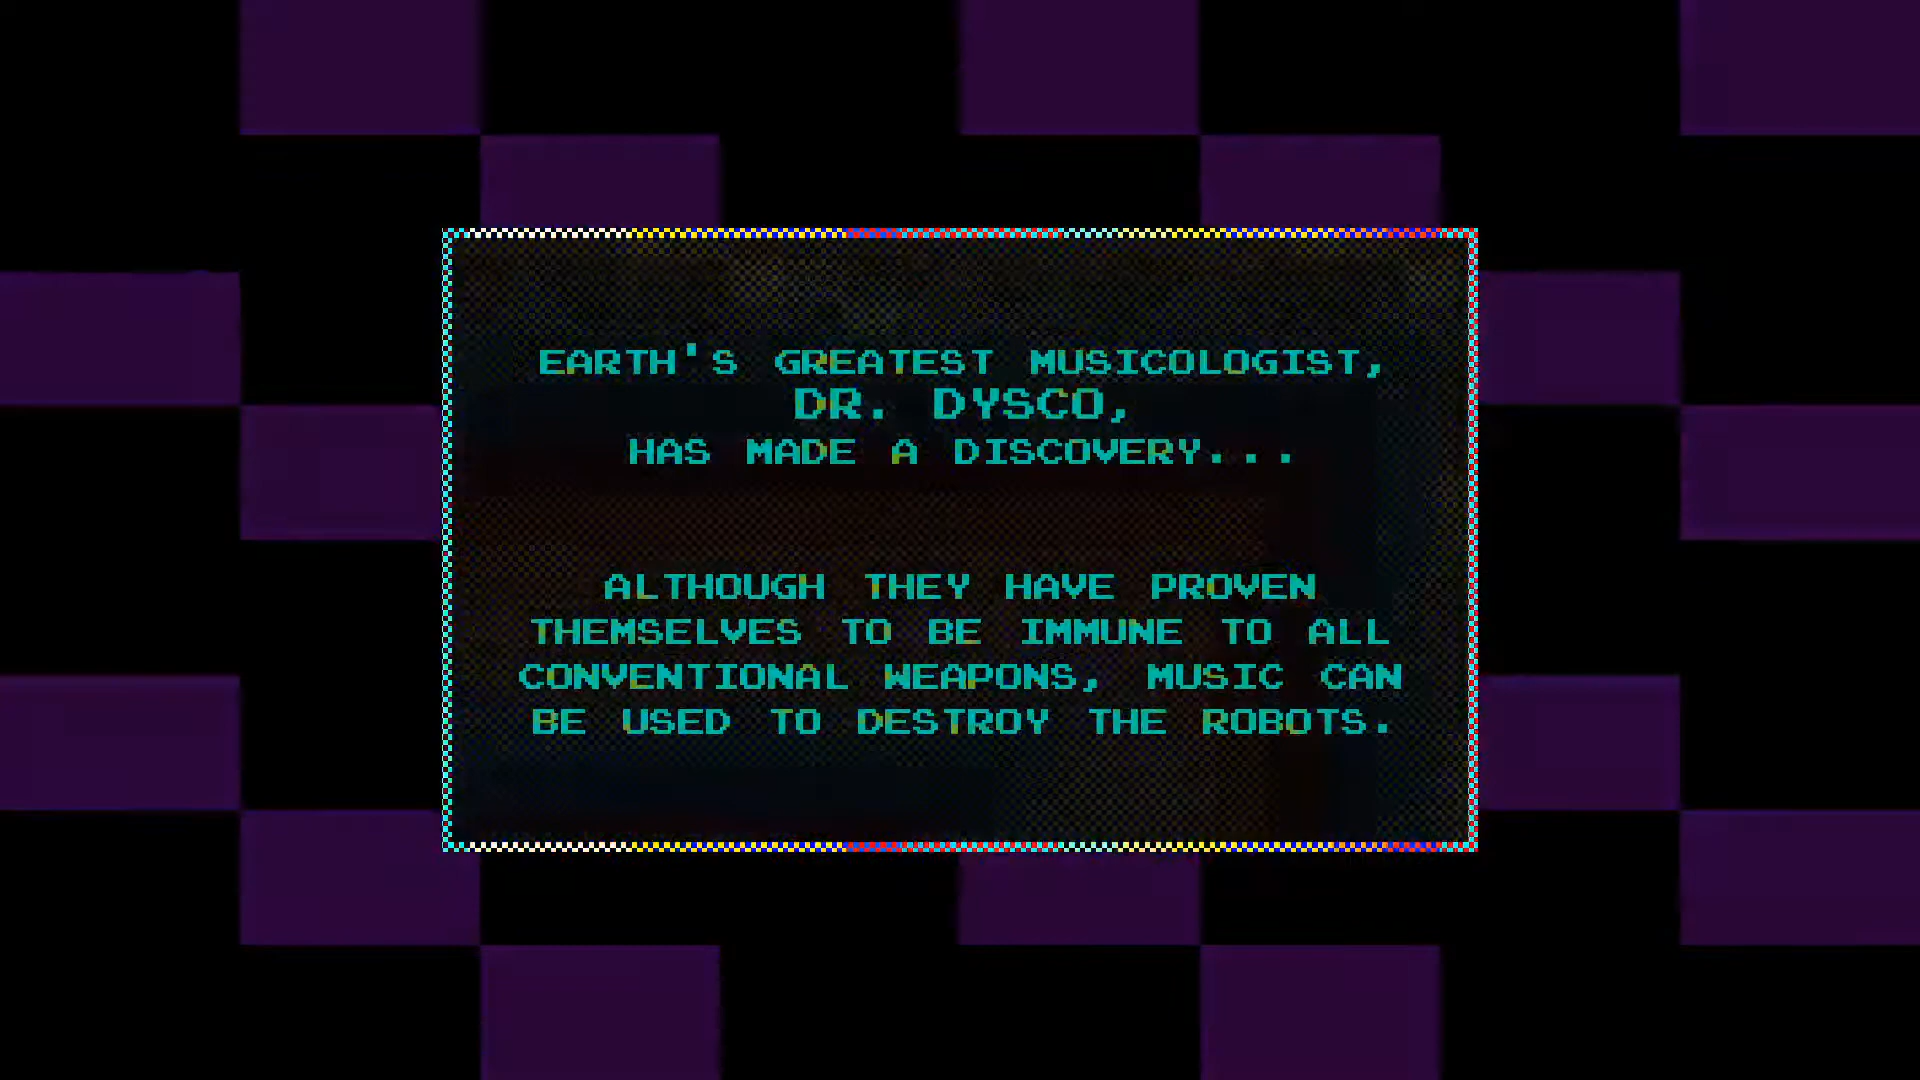 EARTH'S GREATEST MUSICOLOGIST,
DR. DYSCO,
HAS MADE A DISCOVERY...
ALTHOUGH THEY HAVE PROVEN
THEMSELVES TO BE IMMUNE TO ALL
CONVENTIONAL WEAPONS, MUSIC CAN
BE USED TO DESTROY THE ROBOTS.